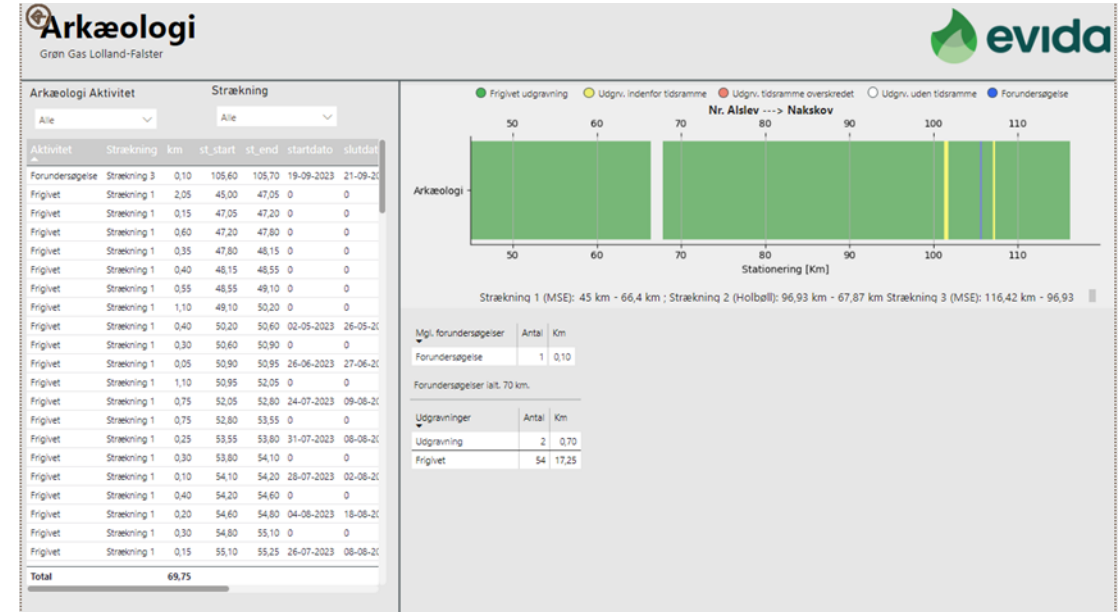 Arkæologi
Grøn Gas Lolland-Falster
evida
Arkæologi Aktivitet
Strækning
Alle
Alle
Aktivitet Strækning km st_start st_end startdato slutdat
Forundersøgelse Strækning 3 0,10 105,60 105,70 19-09-2023 21-09-20
Frigivet Strækning 1 2,05 45,00 47,05 0 0
Frigivet Strækning 1 0,15 47,05 47,20 0 0
Frigivet Strækning 1 0,60 47,20 47,80 0 0
Frigivet Strækning 1 0,35 47,80 48,15 0 0
Frigivet Strækning 1 0,40 48,15 48,55 0 0
Frigivet Strækning 1 0,55 48,55 49,10 0 0
Frigivet Strækning 1 1,10 49,10 50,20 0 0
Frigivet Strækning 1 0,40 50,20 50,60 02-05-2023 26-05-20
Frigivet Strækning 1 0,30 50,60 50,90 0 0
Frigivet Strækning 1 0,05 50,90 50,95 26-06-2023 27-06-20
Frigivet Strækning 1 1,10 50,95 52,05 0 0
Frigivet Strækning 1 0,75 52,05 52,80 24-07-2023 09-08-20
Frigivet Strækning 1 0,75 52,80 53,55 0 0
Frigivet Strækning 1 0,25 53,55 53,80 31-07-2023 08-08-20
Frigivet Strækning 1 0,30 53,80 54,10 0 0
Frigivet Strækning 1 0,10 54,10 54,20 28-07-2023 02-08-20
Frigivet Strækning 1 0,40 54,20 54,60 0 0
Frigivet Strækning 1 0,20 54,60 54,80 04-08-2023 18-08-20
Frigivet Strækning 1 0,30 54,80 55,10 0 0
Frigivet Strækning 1 0,15 55,10 55,25 26-07-2023 08-08-20
Total 69,75
Frigivet udgravning Udgrv. indenfor tidsramme Udgrv. tidsramme overskredet Udgrv. uden tidsramme Forundersøgelse
Nr. Alslev ---> Nakskov
50 60 70 80 90 100 110
Arkæologi
50 60 70 80 90 100 110
Stationering [Km]
Strækning 1 (MSE): 45 km - 66,4 km ; Strækning 2 (Holbøll): 96,93 km - 67,87 km Strækning 3 (MSE): 116,42 km - 96,93
Mgl. forundersøgelser Antal Km
Forundersøgelse 1 0,10
Forundersøgelser ialt. 70 km.
Udgravninger Antal Km
Udgravning 2 0,70
Frigivet 54 17,25